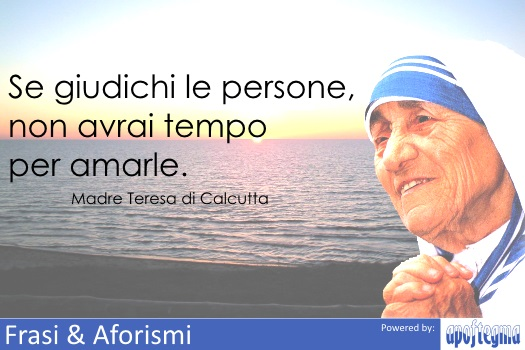 Se giudichi le persone,
non avrai tempo
per amarle.
Madre Teresa di Calcutta
Frasi & Aforismi
Powered by: apoftegma